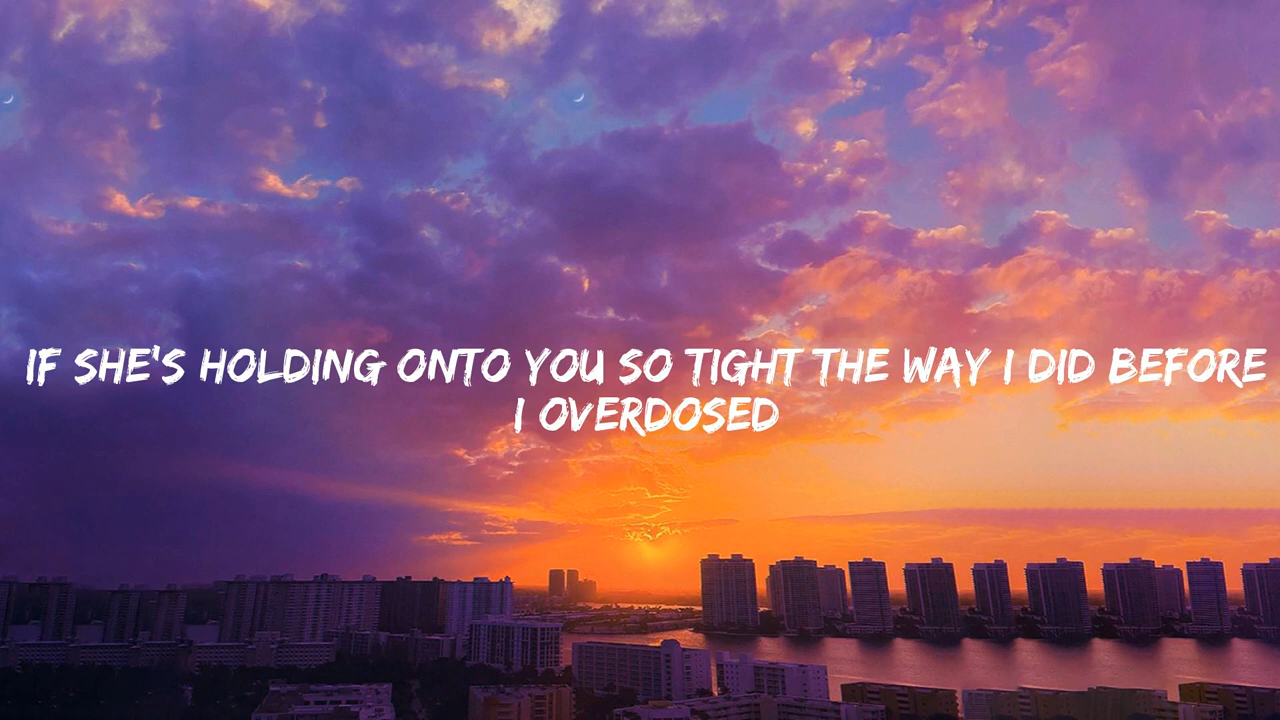 IF SHE'S HOLDING ONTO YOU SO TIGHT THE WAY I DID BEFORE
I OVERDOSED